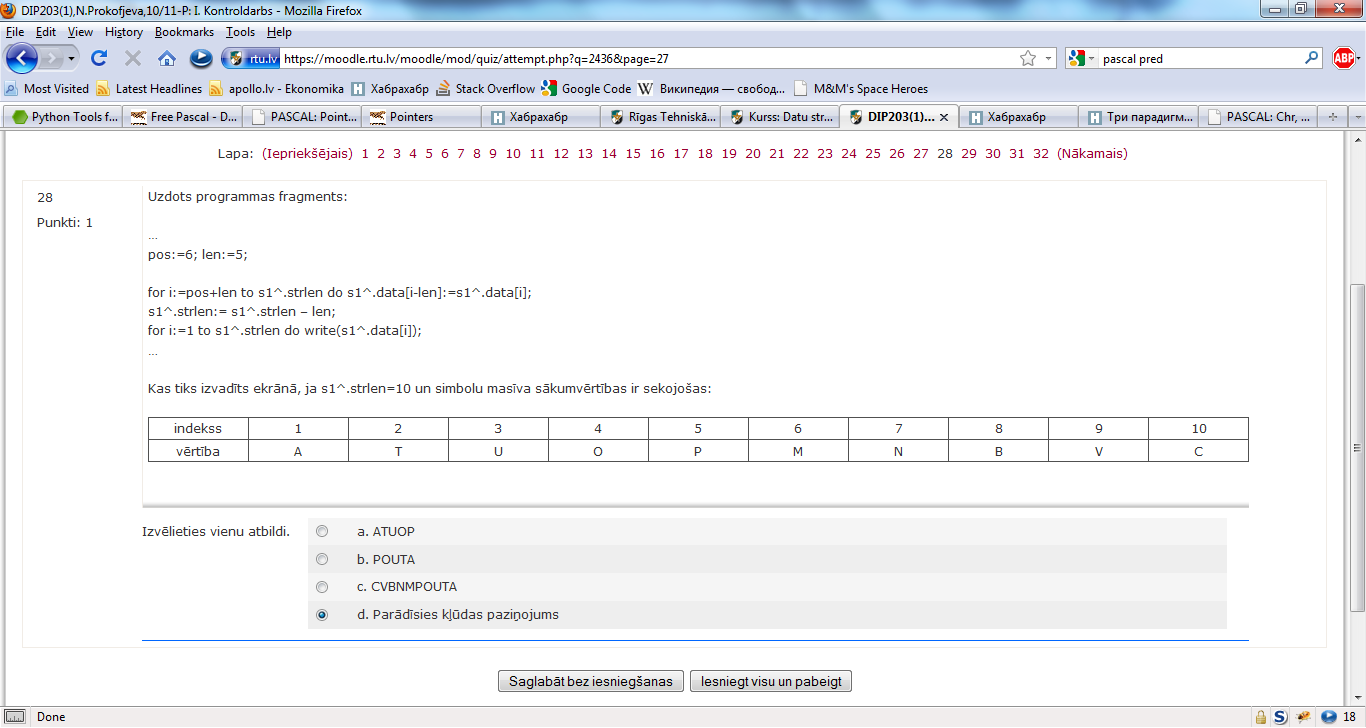 DIP203(1),N.Prokofjeva,10/11-P: I. Kontroldarbs - Mozilla Firefox
File Edit View History Bookmarks Tools Help
rtu.lv https://moodle.rtu.lv/moodle/mod/quiz/attempt.php?q=2436&page=27 pascal pred ABP
Most Visited Latest Headlines apollo.lv - Ekonomika Хабрахабр Stack Overflow Google Code Википедия — свобод... M&M's Space Heroes
Python Tools f... Free Pascal - D... PASCAL: Point... Pointers Хабрахабр Rīgas Tehniskā... Kurss: Datu str... DIP203(1)... Хабрахабр Три парадигм... PASCAL: Chr, ...
Lapa: (Iepriekšējais) 1 2 3 4 5 6 7 8 9 10 11 12 13 14 15 16 17 18 19 20 21 22 23 24 25 26 27 28 29 30 31 32 (Nākamais)
28
Punkti: 1
Uzdots programmas fragments:
...
pos:=6; len:=5;
for i:=pos+len to s1^.strlen do s1^.data[i-len]:=s1^.data[i];
s1^.strlen:= s1^.strlen – len;
for i:=1 to s1^.strlen do write(s1^.data[i]);
...
Kas tiks izvadīts ekrānā, ja s1^.strlen=10 un simbolu masīva sākumvērtības ir sekojošas:
indekss 1 2 3 4 5 6 7 8 9 10
vērtība A T U O P M N B V C
Izvēlieties vienu atbildi.
a. ATUOP
b. POUTA
c. CVBNMPOUTA
d. Parādīsies kļūdas paziņojums
Saglabāt bez iesniegšanas Iesniegt visu un pabeigt
Done 18